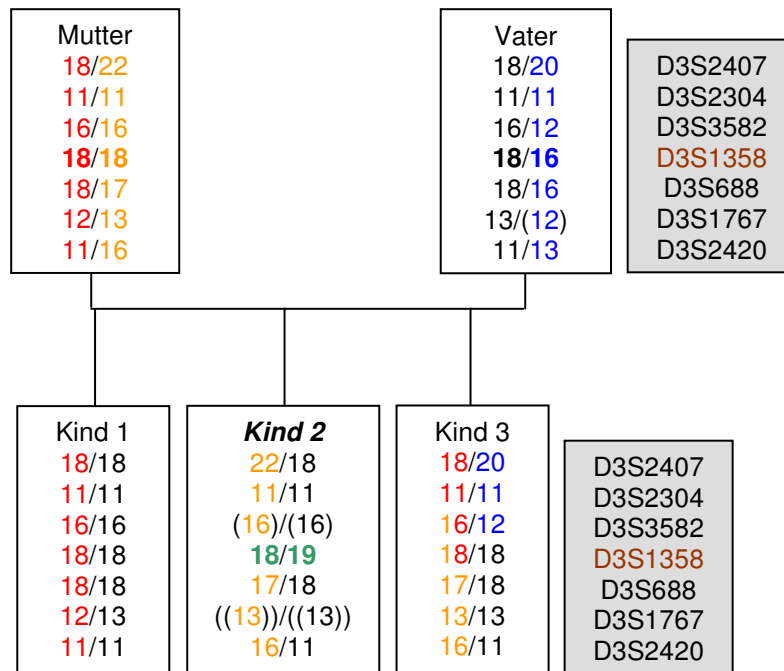 Mutter
18/22
11/11
16/16
18/18
18/17
12/13
11/16
Vater
18/20
11/11
16/12
18/16
18/16
13/(12)
11/13
D3S2407
D3S2304
D3S3582
D3S1358
D3S688
D3S1767
D3S2420
Kind 1
18/18
11/11
16/16
18/18
18/18
12/13
11/11
Kind 2
22/18
11/11
(16)/(16)
18/19
17/18
((13))/((13))
16/11
Kind 3
18/20
11/11
16/12
18/18
17/18
13/13
16/11
D3S2407
D3S2304
D3S3582
D3S1358
D3S688
D3S1767
D3S2420